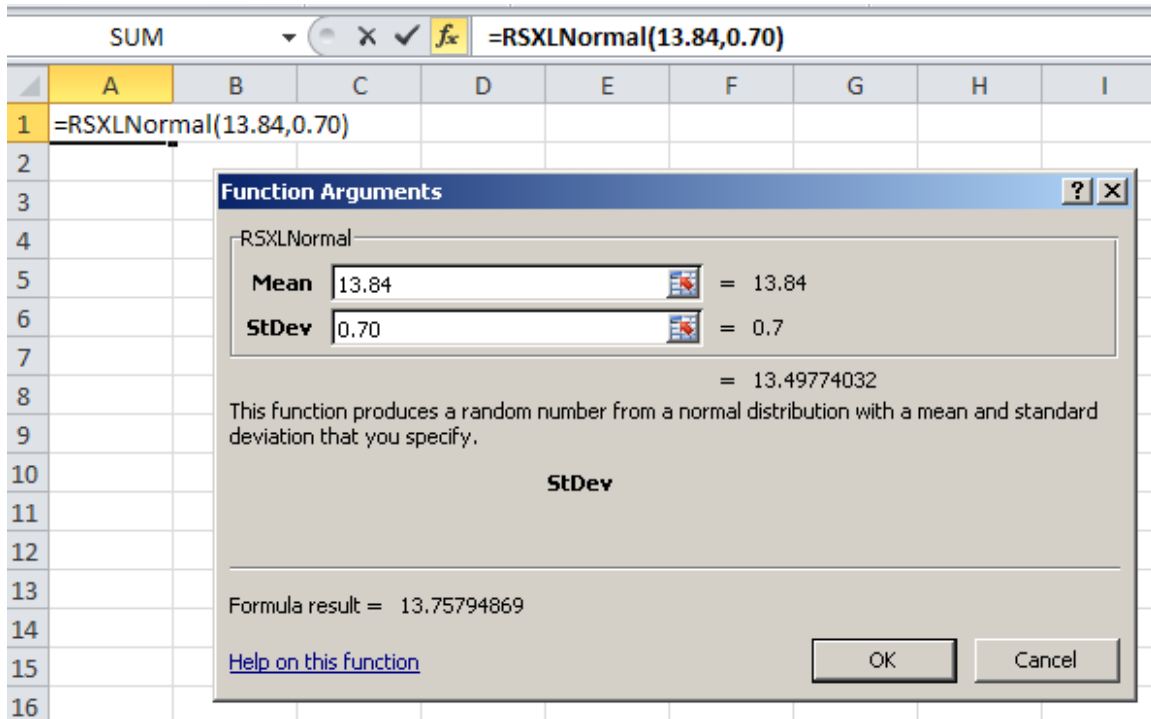 SUM =RSXLNormal(13.84,0.70)
A B C D E F G H I
1 =RSXLNormal(13.84,0.70)
2
3
4
5
6
7
8
9
10
11
12
13
14
15
16
Function Arguments
RSXLNormal
Mean 13.84 = 13.84
StDev 0.70 = 0.7
= 13.49774032
This function produces a random number from a normal distribution with a mean and standard
deviation that you specify.
StDev
Formula result = 13.75794869
Help on this function OK Cancel